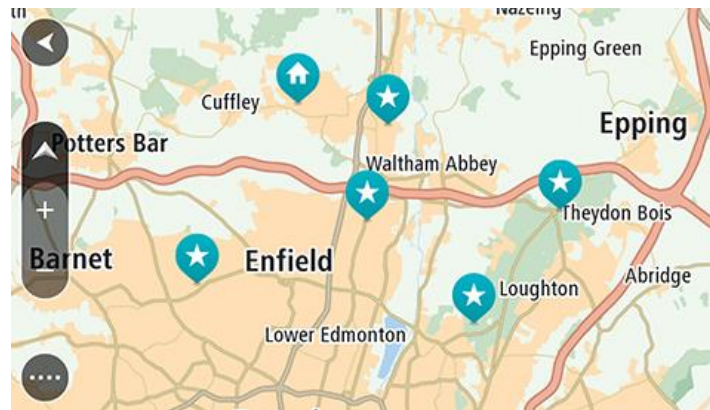 Nazeing
Epping Green
Cuffley
Epping
Potters Bar
Waltham Abbey
Theydon Bois
Barnet
Enfield
Loughton
Abridge
Lower Edmonton